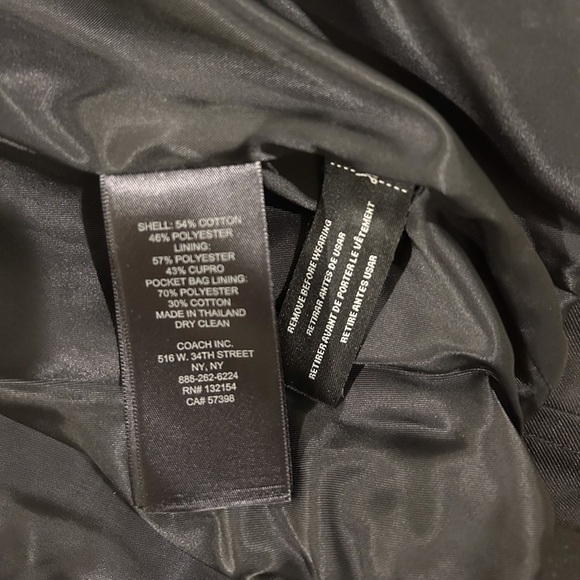 SHELL: 54% COTTON
46% POLYESTER
LINING:
57% POLYESTER
43% CUPRO
POCKET BAG LINING:
70% POLYESTER
30% COTTON
MADE IN THAILAND
DRY CLEAN
COACH INC.
516 W. 34TH STREET
NY, NY
888-262-6224
RN# 132154
CA# 57398
REMOVE BEFORE WEARING
RETIRAR ANTES DE USAR
RETIRER AVANT DE PORTER LE VÊTEMENT
RETIRE ANTES USAR